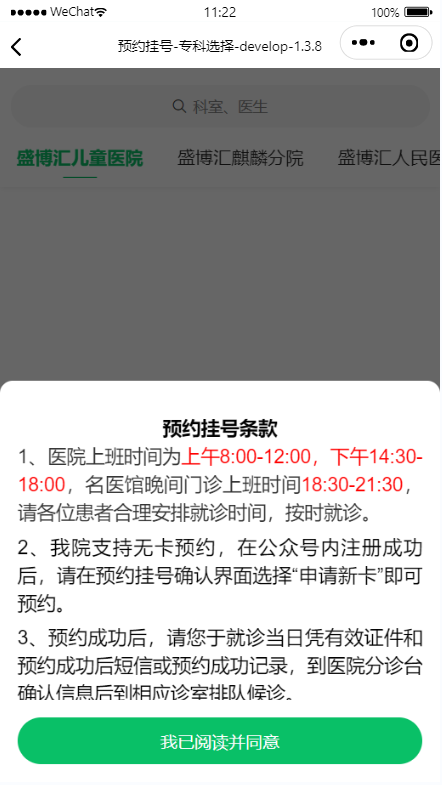 WeChat 11:22 100%
预约挂号-专科选择-develop-1.3.8
科室、医生
盛博汇儿童医院 盛博汇麒麟分院 盛博汇人民医
预约挂号条款
1、医院上班时间为上午8:00-12:00，下午14:30-
18:00，名医馆晚间门诊上班时间18:30-21:30，
请各位患者合理安排就诊时间，按时就诊。
2、我院支持无卡预约，在公众号内注册成功
后，请在预约挂号确认界面选择“申请新卡”即可
预约。
3、预约成功后，请您于就诊当日凭有效证件和
预约成功后短信或预约成功记录，到医院分诊台
确认信息后到相应诊室排队候诊。
我已阅读并同意